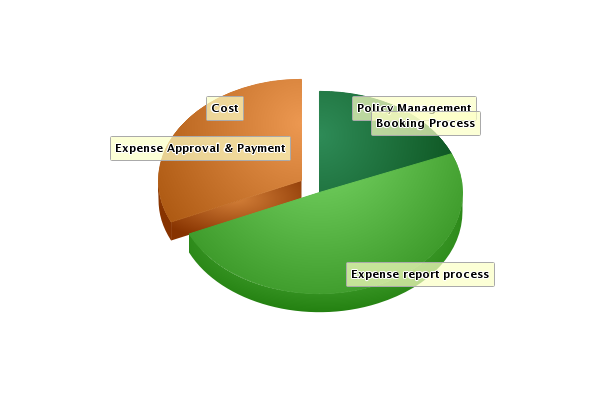 Cost
Policy Management
Booking Process
Expense Approval & Payment
Expense report process